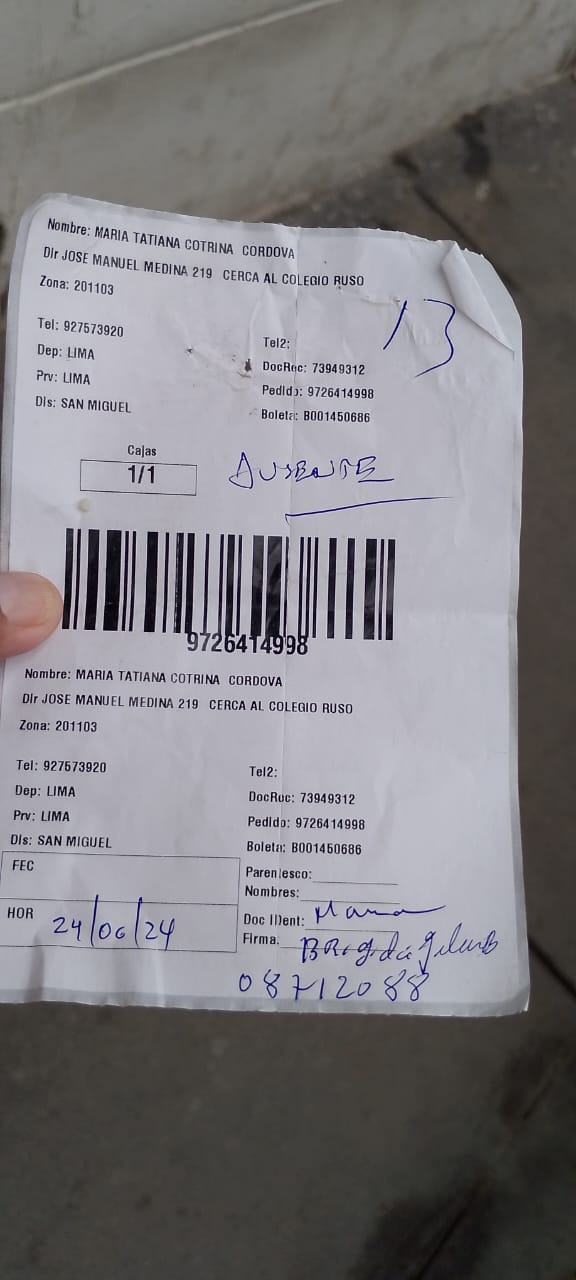 Nombre: MARIA TATIANA COTRINA CORDOVA
Dir JOSE MANUEL MEDINA 219 CERCA AL COLEGIO RUSO
Zona: 201103
13
Tel: 927573920
Tel2:
Dep: LIMA
DocRec: 73949312
Prv: LIMA
Pedido: 9726414998
Dis: SAN MIGUEL
Boleta: B001450686
Cajas
1/1
AUSENTE
9726414998
Nombre: MARIA TATIANA COTRINA CORDOVA
Dir JOSE MANUEL MEDINA 219 CERCA AL COLEGIO RUSO
Zona: 201103
Tel: 927573920
Tel2:
Dep: LIMA
DocRec: 73949312
Prv: LIMA
Pedido: 9726414998
Dis: SAN MIGUEL
Boleta: B001450686
FEC
Parentesco:
Nombres:
HOR 24/06/24
Doc Ident:
Firma:
08712088